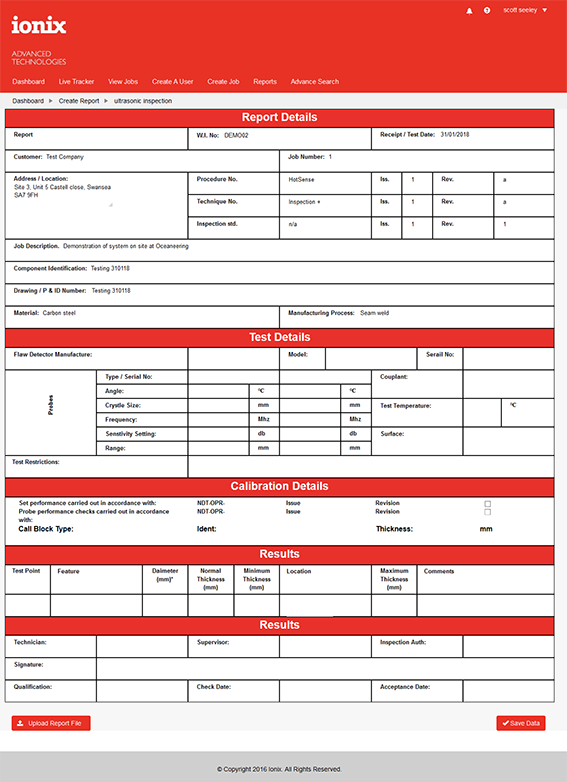 scott seeley
ionix
ADVANCED
TECHNOLOGIES
Dashboard Live Tracker View Jobs Create A User Create Job Reports Advance Search
Dashboard Create Report ultrasonic inspection
Report Details
Report W.I. No: DEMO02 Receipt / Test Date: 31/01/2018
Customer: Test Company Job Number: 1
Address / Location:
Site 3, Unit 5 Castell close, Swansea
SA7 9FH
Procedure No. HotSense Iss. 1 Rev. a
Technique No. Inspection + Iss. 1 Rev. a
Inspection std. n/a Iss. 1 Rev. 1
Job Description. Demonstration of system on site at Oceaneering
Component Identification: Testing 310118
Drawing / P & ID Number: Testing 310118
Material: Carbon steel Manufacturing Process: Seam weld
Test Details
Flaw Detector Manufacture: Model: Serail No:
Probes
Type / Serial No: Couplant:
Angle: ºC ºC
Crystle Size: mm mm Test Temperature: ºC
Frequency: Mhz Mhz
Senstivity Setting: db db Surface:
Range: mm mm
Test Restrictions:
Calibration Details
Set performance carried out in accordance with: NDT-OPR- Issue Revision
Probe performance checks carried out in accordance NDT-OPR- Issue Revision
with:
Call Block Type: Ident: Thickness: mm
Results
Test Point Feature Daimeter (mm)* Normal Thickness (mm) Minimum Thickness (mm) Location Maximum Thickness (mm) Comments
Results
Technician: Supervisor: Inspection Auth:
Signature:
Qualification: Check Date: Acceptance Date:
Upload Report File Save Data
© Copyright 2016 Ionix. All Rights Reserved.